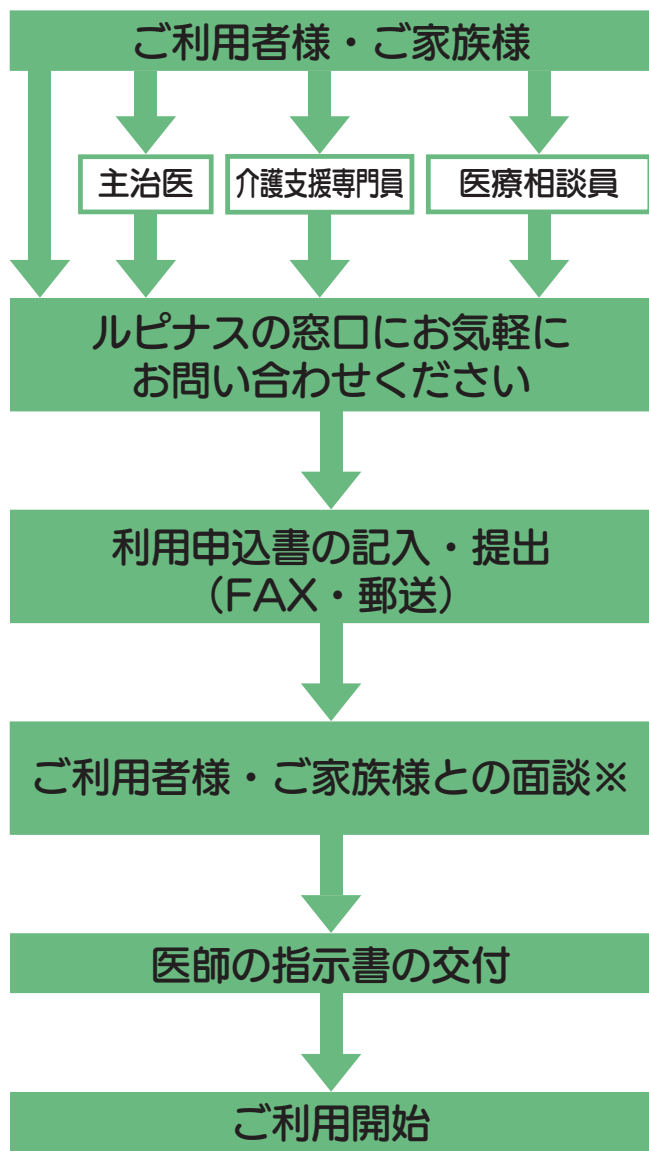 ご利用者様・ご家族様
主治医
介護支援専門員
医療相談員
ルピナスの窓口にお気軽に
お問い合わせください
利用申込書の記入・提出
（FAX・郵送）
ご利用者様・ご家族様との面談※
医師の指示書の交付
ご利用開始